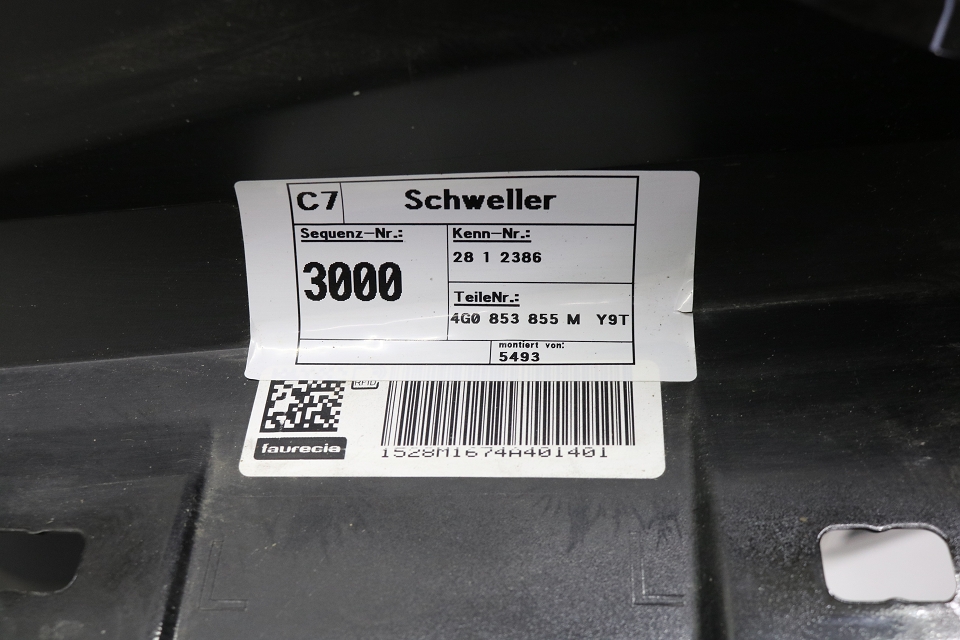 C7 Schweller
Sequenz-Nr.:
3000
Kenn-Nr.:
28 1 2386
TeileNr.:
4G0 853 855 M Y9T
montiert von:
5493
RAD
faurecia
1528M1674A401401